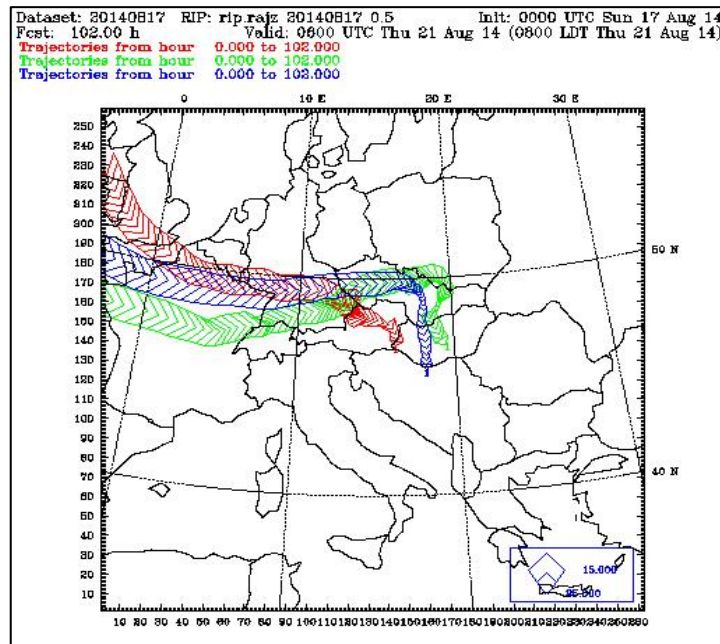 Dataset: 20140817 RIP: rip.rajz 20140817 0.5 Init: 0000 UTC Sun 17 Aug 14
Fcst: 102.00 h Valid: 0600 UTC Thu 21 Aug 14 (0800 LDT Thu 21 Aug 14)
Trajectories from hour 0.000 to 102.000
Trajectories from hour 0.000 to 102.000
Trajectories from hour 0.000 to 102.000
0 10 E 20 E 30 E
250
240
230
220
210
200
190
180
170
160
150
140
130
120
110
100
90
80
70
60
50
40
30
20
10
50 N
40 N
15.000
10 20 30 40 50 60 70 80 90 100 110 120 130 140 150 160 170 180 190 200 210 220 230 240 250 260